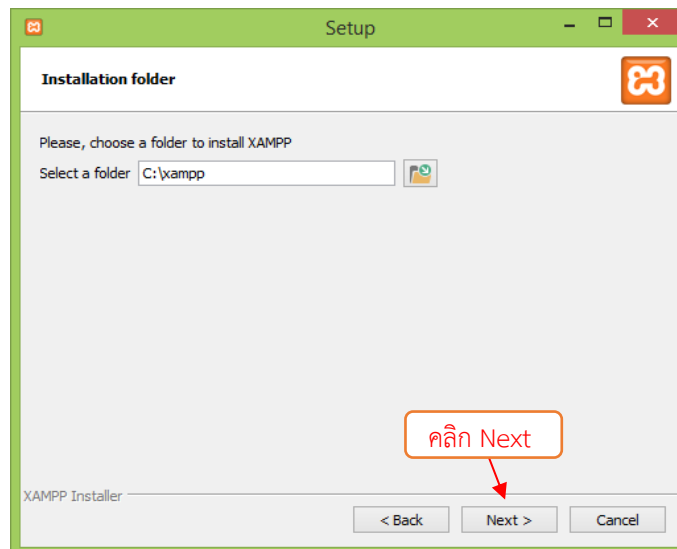 Setup
Installation folder
Please, choose a folder to install XAMPP
Select a folder C:\xampp
คลิก Next
XAMPP Installer
< Back Next > Cancel